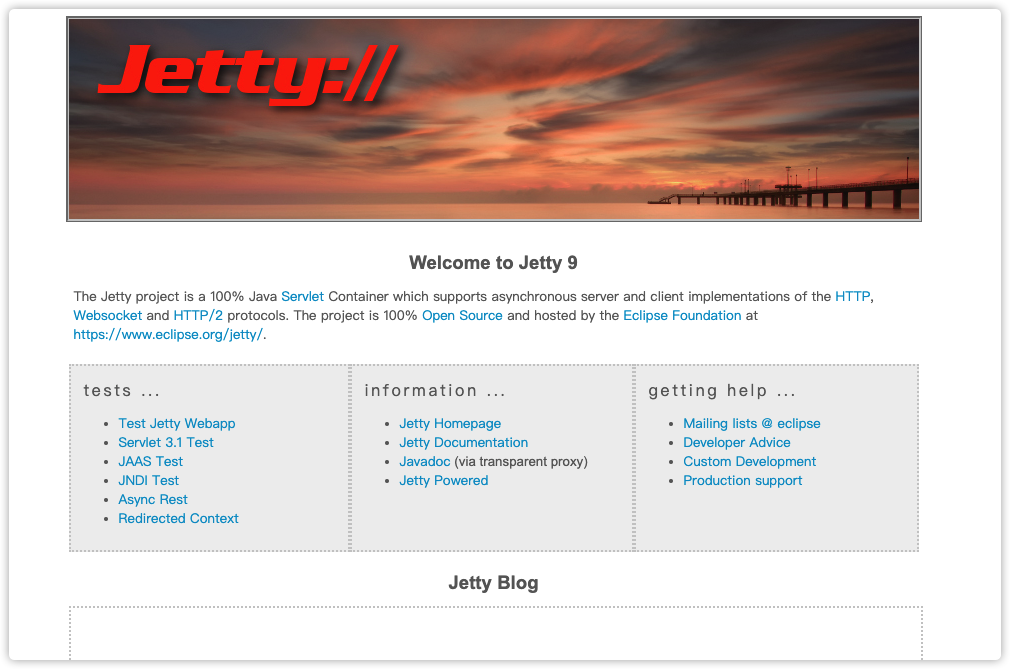 Jetty://
Welcome to Jetty 9
The Jetty project is a 100% Java Servlet Container which supports asynchronous server and client implementations of the HTTP,
Websocket and HTTP/2 protocols. The project is 100% Open Source and hosted by the Eclipse Foundation at
https://www.eclipse.org/jetty/.
tests ...
Test Jetty Webapp
Servlet 3.1 Test
JAAS Test
JNDI Test
Async Rest
Redirected Context
information ...
Jetty Homepage
Jetty Documentation
Javadoc (via transparent proxy)
Jetty Powered
getting help ...
Mailing lists @ eclipse
Developer Advice
Custom Development
Production support
Jetty Blog